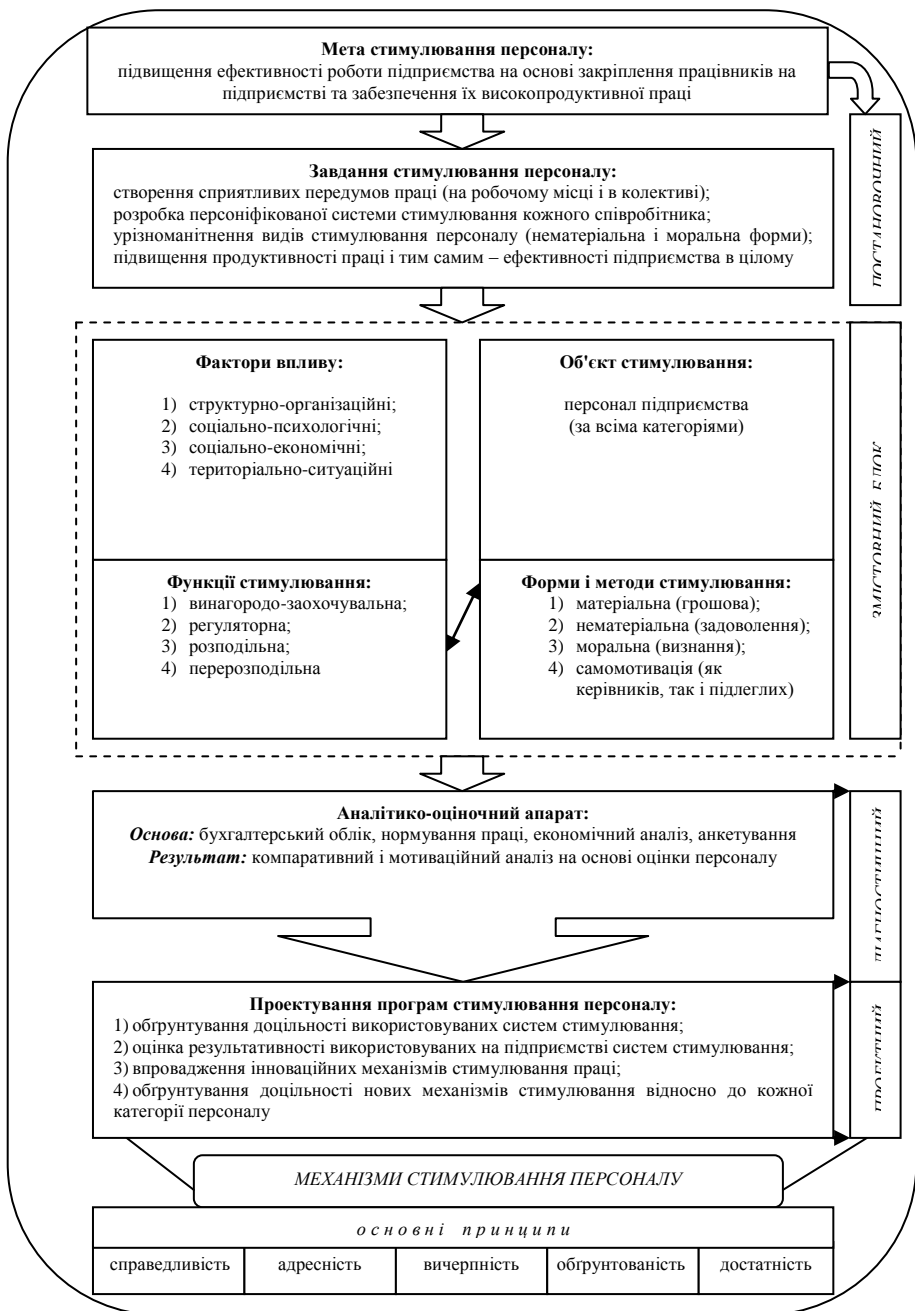 Мета стимулювання персоналу:
підвищення ефективності роботи підприємства на основі закріплення працівників на
підприємстві та забезпечення їх високопродуктивної праці
ПОСТАНОВОЧНИЙ
Завдання стимулювання персоналу:
створення сприятливих передумов праці (на робочому місці і в колективі);
розробка персоніфікованої системи стимулювання кожного співробітника;
урізноманітнення видів стимулювання персоналу (нематеріальна і моральна форми);
підвищення продуктивності праці і тим самим – ефективності підприємства в цілому
Фактори впливу:
1) структурно-організаційні;
2) соціально-психологічні;
3) соціально-економічні;
4) територіально-ситуаційні
Об'єкт стимулювання:
персонал підприємства
(за всіма категоріями)
ЗМІСТОВНИЙ БЛОК
Функції стимулювання:
1) винагородо-заохочувальна;
2) регуляторна;
3) розподільна;
4) перерозподільна
Форми і методи стимулювання:
1) матеріальна (грошова);
2) нематеріальна (задоволення);
3) моральна (визнання);
4) самомотивація (як
керівників, так і підлеглих)
Аналітико-оціночний апарат:
Основа: бухгалтерський облік, нормування праці, економічний аналіз, анкетування
Результат: компаративний і мотиваційний аналіз на основі оцінки персоналу
Проектування програм стимулювання персоналу:
1) обґрунтування доцільності використовуваних систем стимулювання;
2) оцінка результативності використовуваних на підприємстві систем стимулювання;
3) впровадження інноваційних механізмів стимулювання праці;
4) обґрунтування доцільності нових механізмів стимулювання відносно до кожної
категорії персоналу
ПРОЕКТНИЙ
МЕХАНІЗМИ СТИМУЛЮВАННЯ ПЕРСОНАЛУ
основні принципи
справедливість адресність вичерпність обґрунтованість достатність